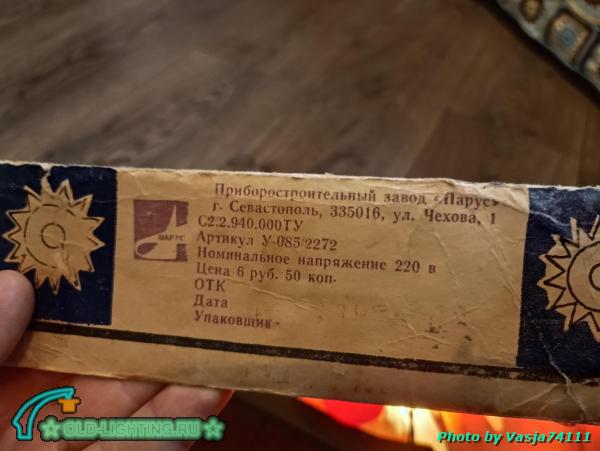 Приборостроительный завод «Парус»
г. Севастополь, 335016, ул. Чехова, 1
С2.2.940.000ТУ
Артикул У-085/2272
Номинальное напряжение 220 в
Цена 6 руб. 50 коп.
ОТК
Дата
Упаковщик
ПАРУС
OLD-LIGHTING.RU
Photo by Vasja74111